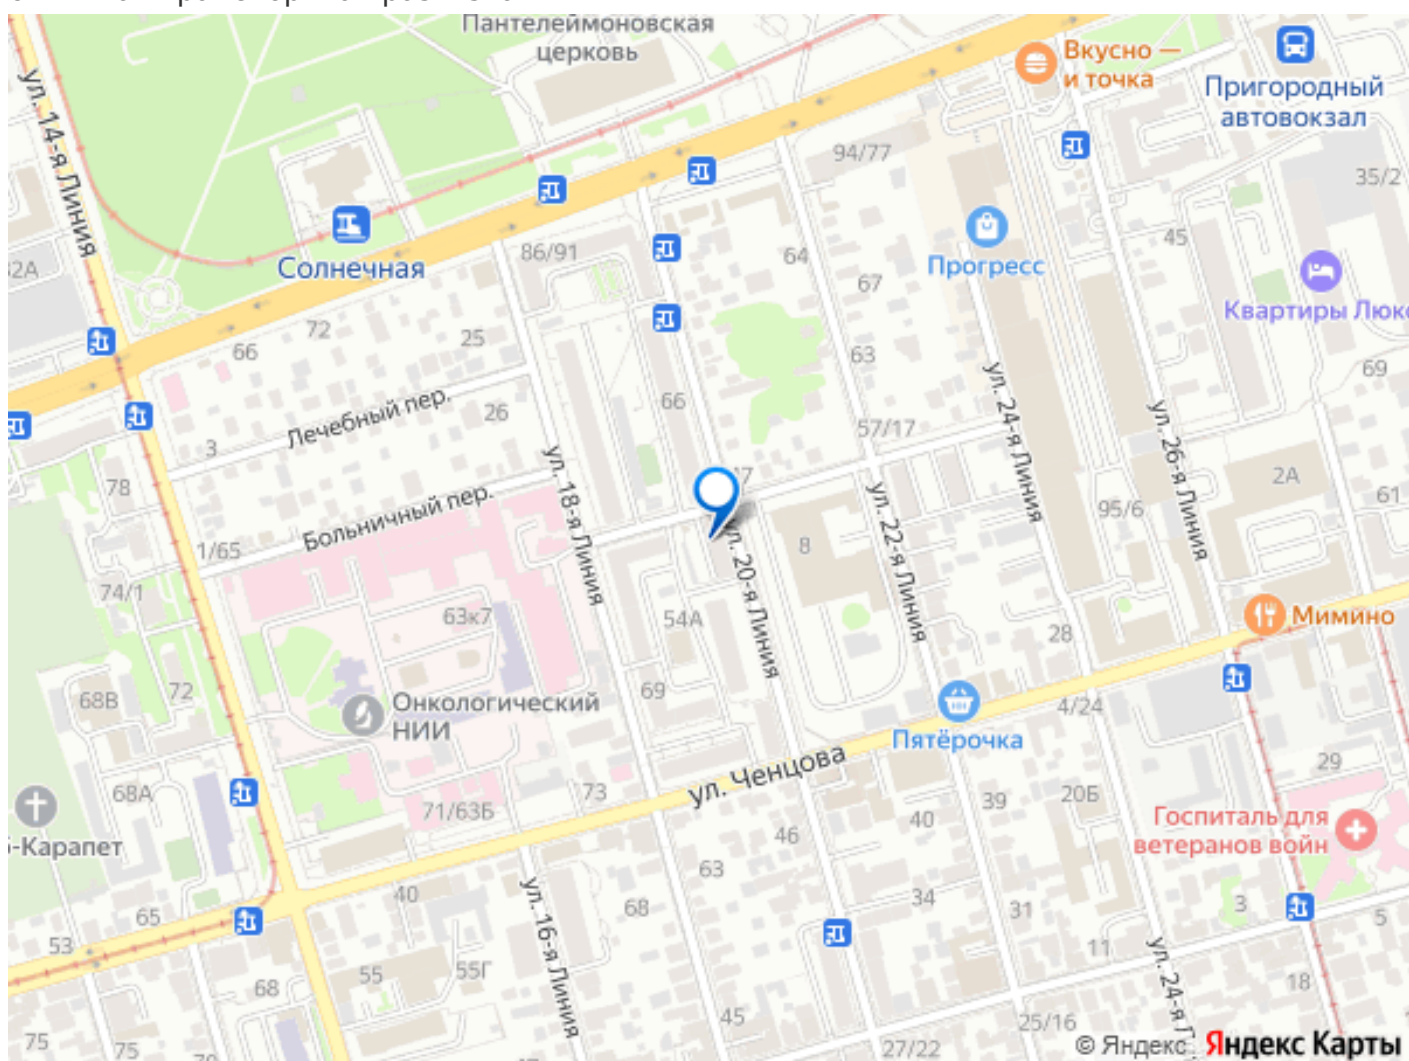 Пантелеймоновская
церковь
Вкусно —
и точка
Пригородный
автовокзал
ул. 14-я Линия
94/77
35/2
32А
Солнечная
86/91
64
67
Прогресс
45
Квартиры Люкс
72
66
25
63
69
Лечебный пер.
26
66
57/17
ул. 24-я Линия
ул. 26-я Линия
3
78
47
2А
61
Больничный пер.
ул. 18-я Линия
ул. 22-я Линия
95/6
1/65
8
ул. 20-я Линия
74/1
63к7
54А
28
Мимино
72
68В
69
Онкологический
НИИ
4/24
Пятёрочка
ул. Ченцова
29
68А
71/63Б
73
39
20Б
40
Госпиталь для
ветеранов войн
-Карапет
46
63
40
34
65
68
31
3
5
53
ул. 16-я Линия
11
ул. 24-я Л
68
55
55Г
18
75
75
45
25/16
27/22
© Яндекс
Яндекс Карты